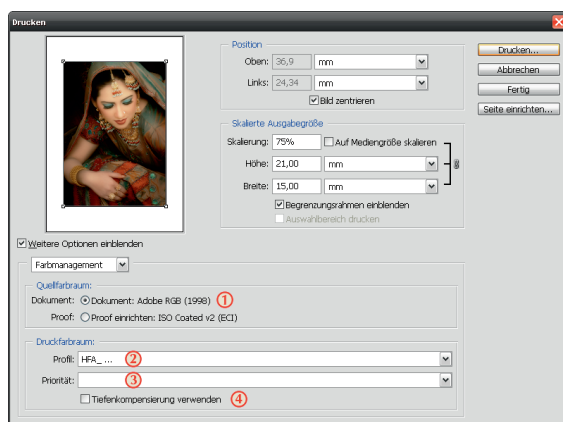 Drucken
Position
Oben: 36,9 mm
Links: 24,34 mm
Bild zentrieren
Skalierte Ausgabegröße
Skalierung: 75% Auf Mediengröße skalieren
Höhe: 21,00 mm
Breite: 15,00 mm
Begrenzungsrahmen einblenden
Auswahlbereich drucken
Drucken...
Abbrechen
Fertig
Seite einrichten...
Weitere Optionen einblenden
Farbmanagement
Quellfarbraum:
Dokument: Dokument: Adobe RGB (1998) 1
Proof: Proof einrichten: ISO Coated v2 (ECI)
Druckfarbraum:
Profil: HFA_ ... 2
Priorität: 3
Tiefenkompensierung verwenden 4